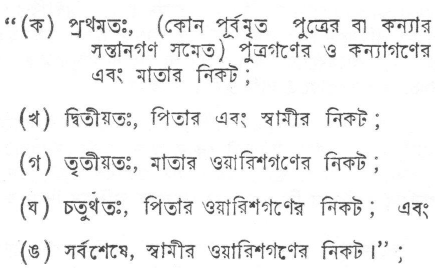 “(ক) প্রথমতঃ, (কোন পূর্বমৃত পুত্রের বা কন্যার
সন্তানগণ সমেত) পুত্রগণের ও কন্যাগণের
এবং মাতার নিকট ;
(খ) দ্বিতীয়তঃ, পিতার এবং স্বামীর নিকট ;
(গ) তৃতীয়তঃ, মাতার ওয়ারিশগণের নিকট ;
(ঘ) চতুর্থতঃ, পিতার ওয়ারিশগণের নিকট ; এবং
(ঙ) সর্বশেষে, স্বামীর ওয়ারিশগণের নিকট ।” ;